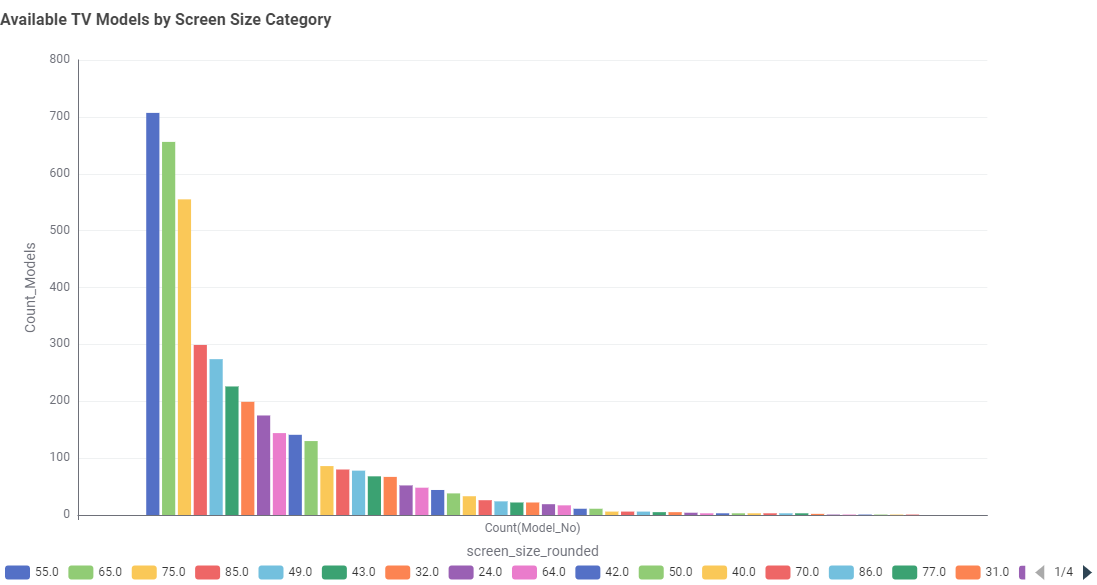 Available TV Models by Screen Size Category
800
700
600
500
400
300
200
100
0
Count_Models
Count(Model_No)
screen_size_rounded
55.0 65.0 75.0 85.0 49.0 43.0 32.0 24.0 64.0 42.0 50.0 40.0 70.0 86.0 77.0 31.0 1/4